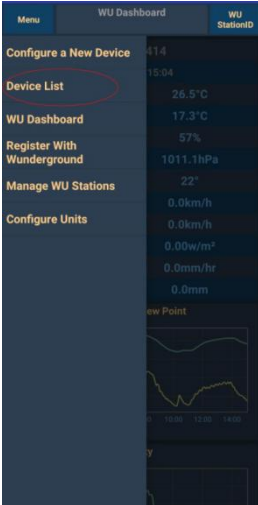 Menu
WU Dashboard
WU
StationID
Configure a New Device
414
15:04
Device List
26.5°C
WU Dashboard
17.3°C
57%
Register With
Wunderground
1011.1hPa
Manage WU Stations
22°
0.0km/h
Configure Units
0.0km/h
0.00w/m²
0.0mm/hr
0.0mm
ew Point
10:00 12:00 14:00
y